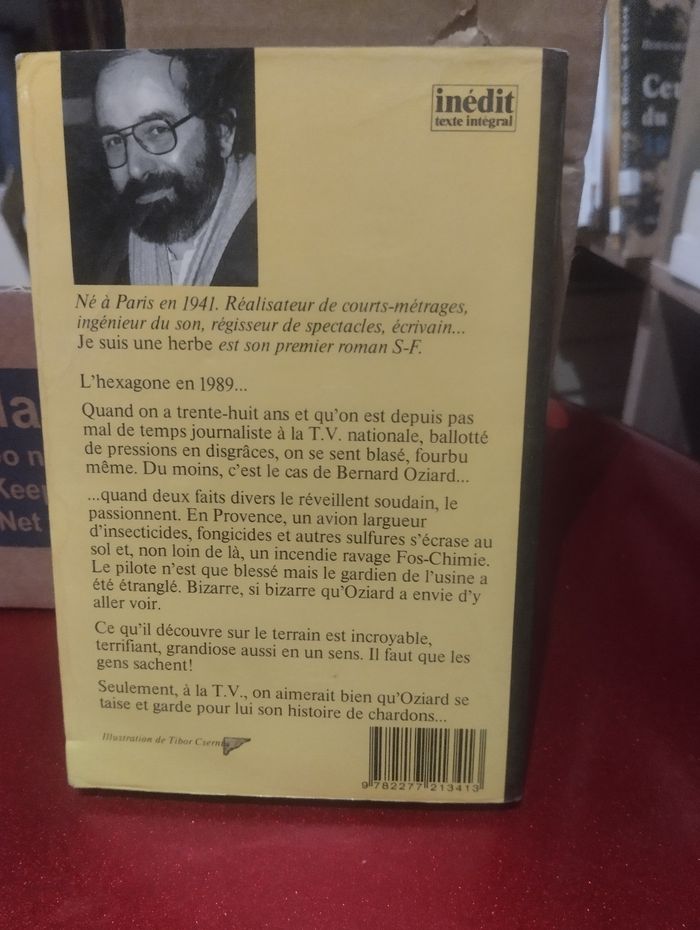 inédit
texte intégral
Né à Paris en 1941. Réalisateur de courts-métrages,
ingénieur du son, régisseur de spectacles, écrivain...
Je suis une herbe est son premier roman S-F.
L'hexagone en 1989...
Quand on a trente-huit ans et qu'on est depuis pas
mal de temps journaliste à la T.V. nationale, ballotté
de pressions en disgrâces, on se sent blasé, fourbu
même. Du moins, c'est le cas de Bernard Oziard...
...quand deux faits divers le réveillent soudain, le
passionnent. En Provence, un avion largueur
d'insecticides, fongicides et autres sulfures s'écrase au
sol et, non loin de là, un incendie ravage Fos-Chimie.
Le pilote n'est que blessé mais le gardien de l'usine a
été étranglé. Bizarre, si bizarre qu'Oziard a envie d'y
aller voir.
Ce qu'il découvre sur le terrain est incroyable,
terrifiant, grandiose aussi en un sens. Il faut que les
gens sachent!
Seulement, à la T.V., on aimerait bien qu'Oziard se
taise et garde pour lui son histoire de chardons...
Illustration de Tibor
9 782277 213413
Net
Ce
du